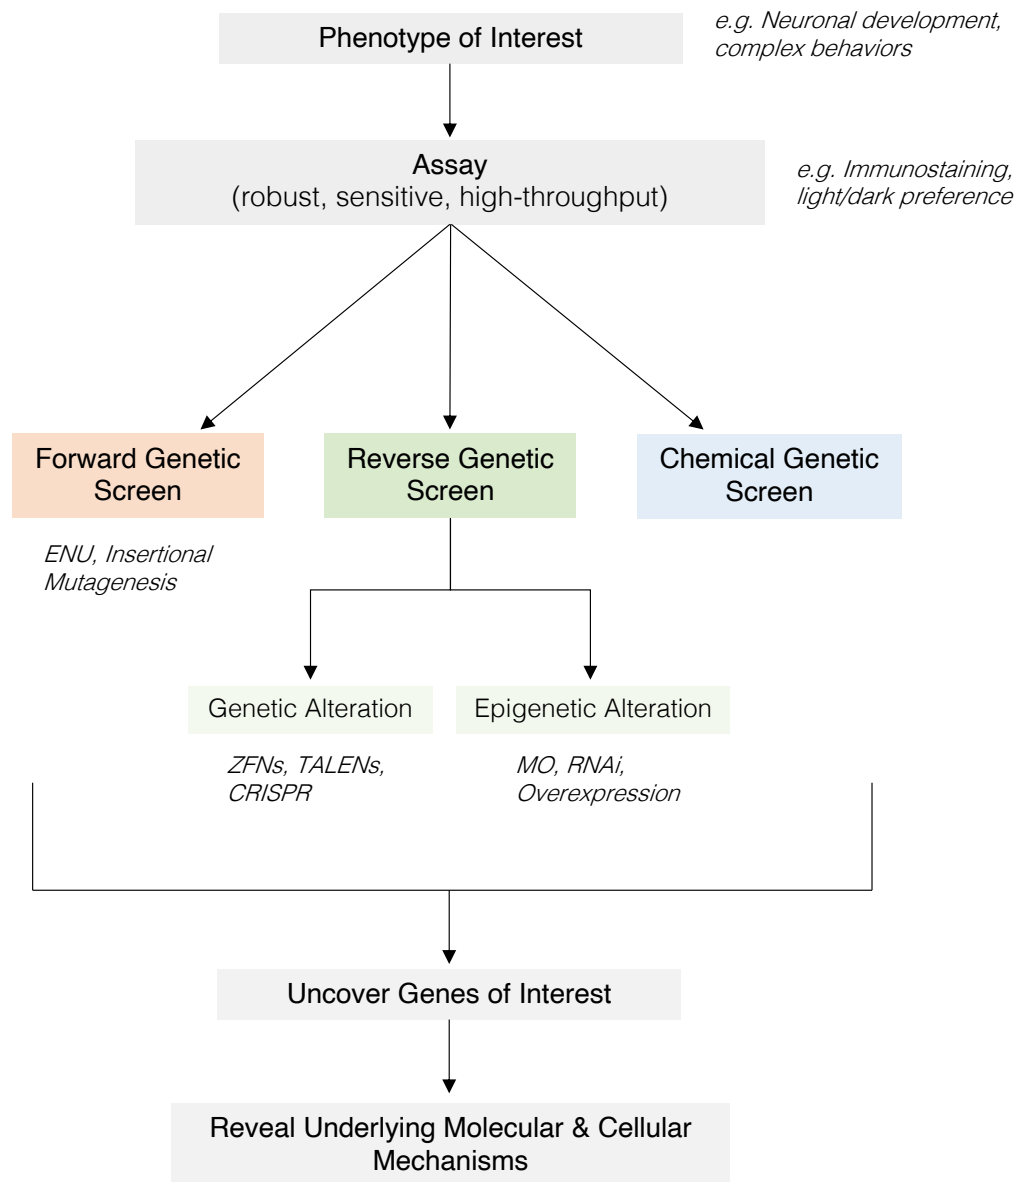 Phenotype of Interest
e.g. Neuronal development,
complex behaviors
Assay
(robust, sensitive, high-throughput)
e.g. Immunostaining,
light/dark preference
Forward Genetic
Screen
Reverse Genetic
Screen
Chemical Genetic
Screen
ENU, Insertional
Mutagenesis
Genetic Alteration
Epigenetic Alteration
ZFNs, TALENs,
CRISPR
MO, RNAi,
Overexpression
Uncover Genes of Interest
Reveal Underlying Molecular & Cellular
Mechanisms